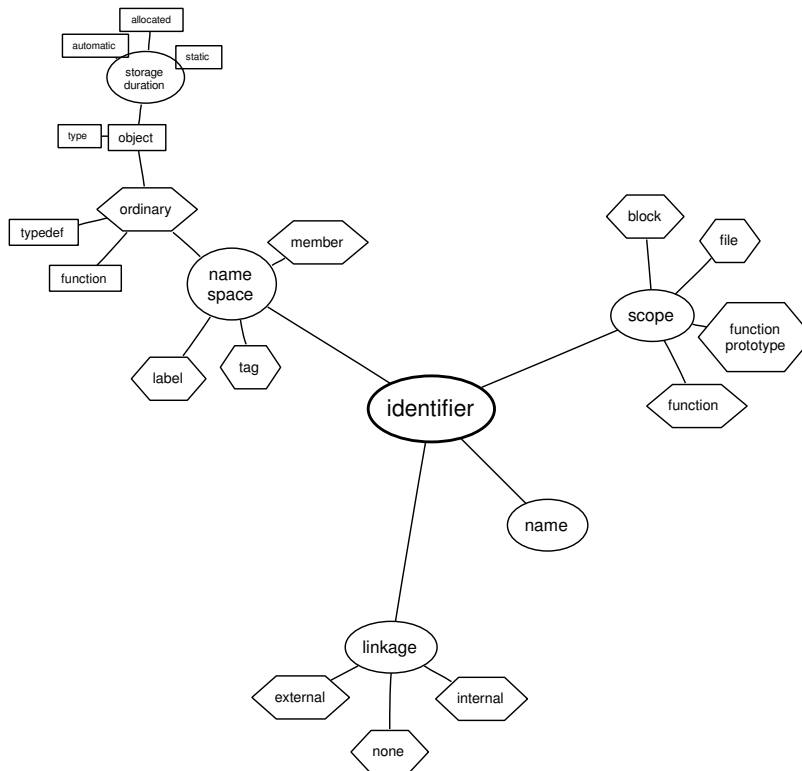 allocated
automatic
static
storage
duration
type
object
ordinary
typedef
function
member
name
space
label
tag
block
file
scope
function
prototype
function
identifier
name
linkage
external
internal
none